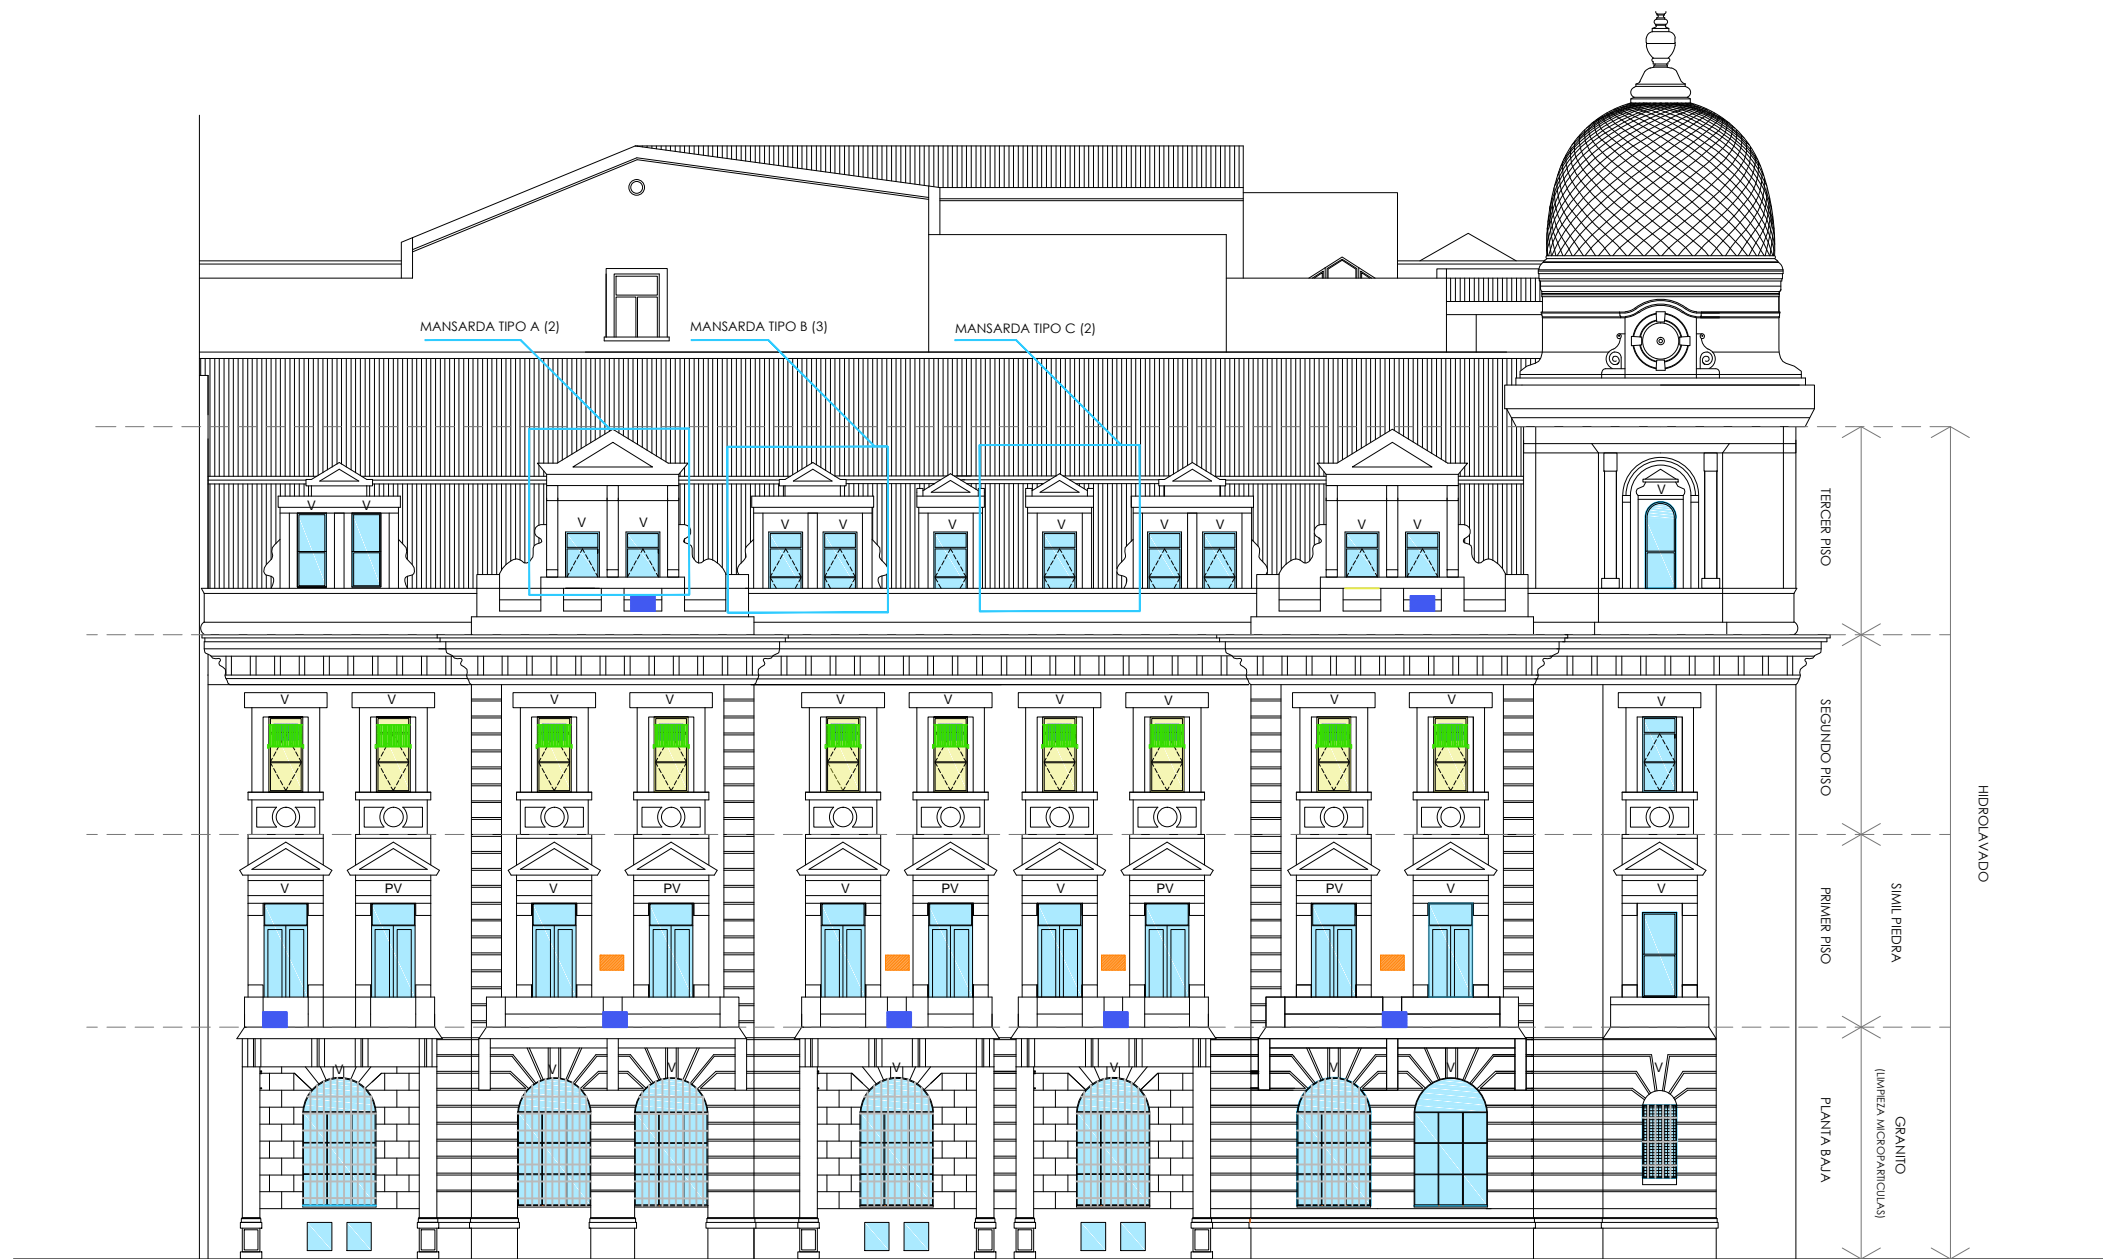 MANSARDA TIPO A (2) MANSARDA TIPO B (3) MANSARDA TIPO C (2)
V V V V V V V V V V V V V
TERCER PISO
V V V V V V V V V V V
SEGUNDO PISO
HIDROLAVADO
V PV V PV V PV V PV PV V V
PRIMER PISO
SIMIL PIEDRA
V V V V V V V V
PLANTA BAJA
(LIMPIEZA MICROPARTICULAS)
GRANITO